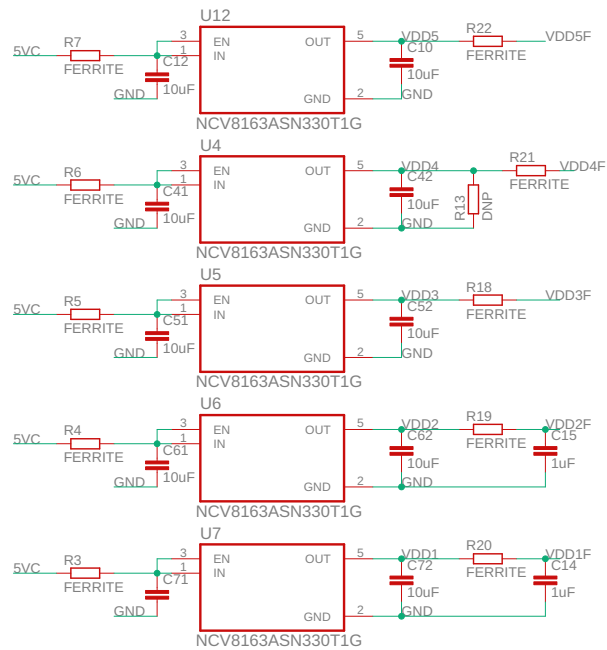 U12
5VC R7 FERRITE 3 EN 1 IN OUT 5 VDD5 R22 FERRITE VDD5F
C12 10uF C10 10uF
GND GND 2 GND
NCV8163ASN330T1G
U4
5VC R6 FERRITE 3 EN 1 IN OUT 5 VDD4 R21 FERRITE VDD4F
C41 10uF C42 10uF R13 DNP
GND GND 2 GND
NCV8163ASN330T1G
U5
5VC R5 FERRITE 3 EN 1 IN OUT 5 VDD3 R18 FERRITE VDD3F
C51 10uF C52 10uF
GND GND 2 GND
NCV8163ASN330T1G
U6
5VC R4 FERRITE 3 EN 1 IN OUT 5 VDD2 R19 FERRITE VDD2F
C61 10uF C62 10uF C15 1uF
GND GND 2 GND
NCV8163ASN330T1G
U7
5VC R3 FERRITE 3 EN 1 IN OUT 5 VDD1 R20 FERRITE VDD1F
C71 10uF C72 10uF C14 1uF
GND GND 2 GND
NCV8163ASN330T1G